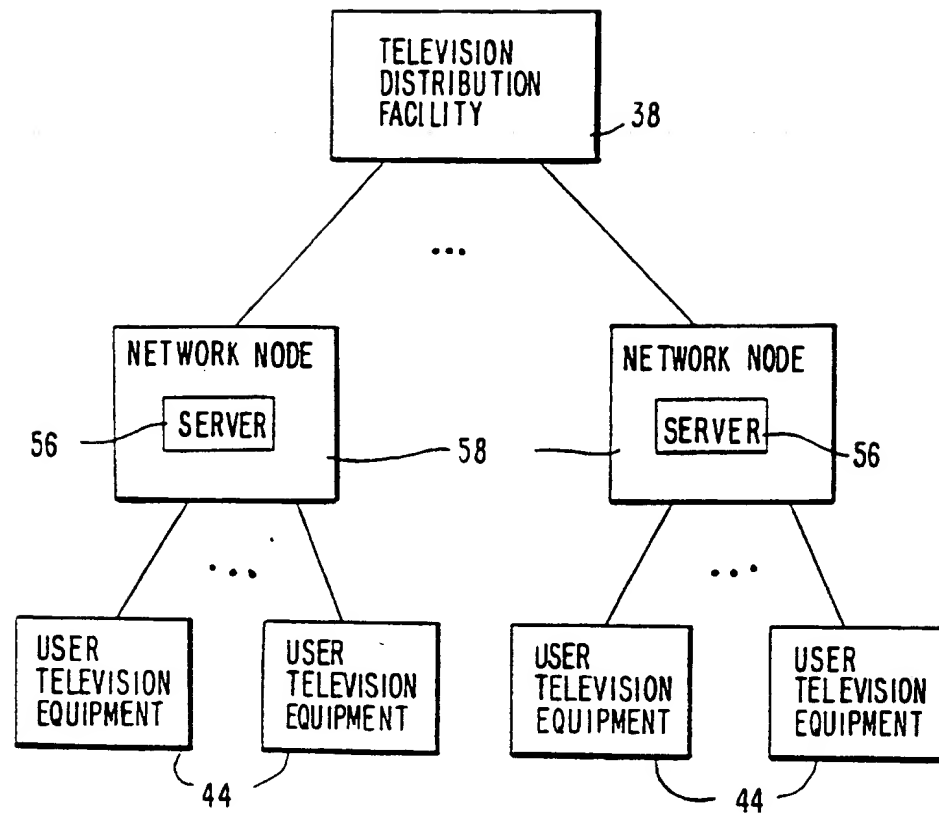 TELEVISION
DISTRIBUTION
FACILITY
38
NETWORK NODE
SERVER
56
58
NETWORK NODE
SERVER
56
USER
TELEVISION
EQUIPMENT
USER
TELEVISION
EQUIPMENT
44
USER
TELEVISION
EQUIPMENT
USER
TELEVISION
EQUIPMENT
44